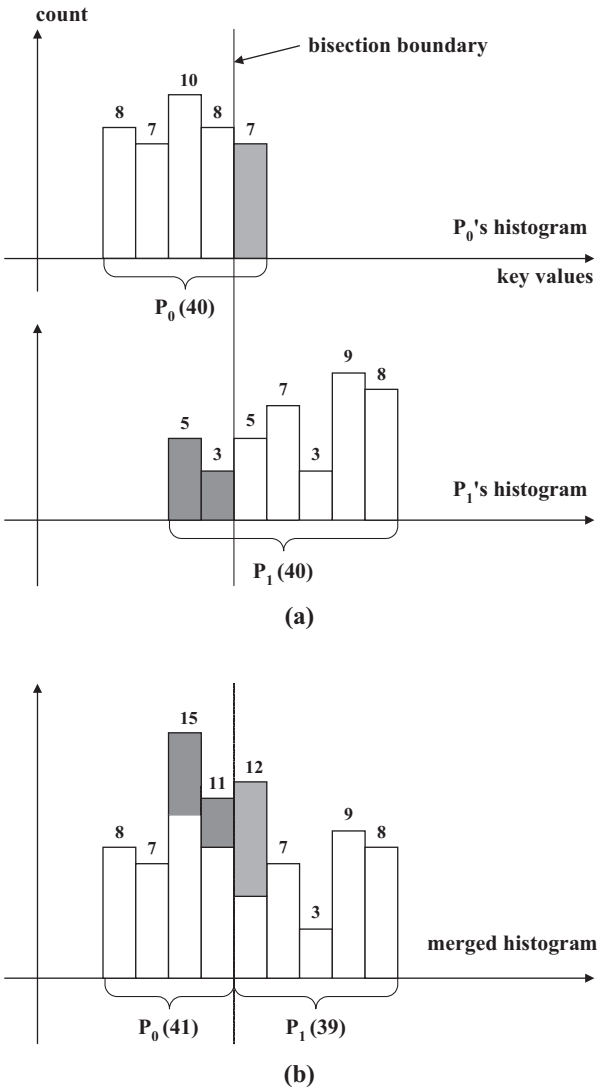 count
bisection boundary
10
8
7
8
7
P0's histogram
key values
P0 (40)
9
8
7
5
5
3
3
P1's histogram
P1 (40)
(a)
15
12
11
9
8
7
7
8
3
merged histogram
P0 (41)
P1 (39)
(b)